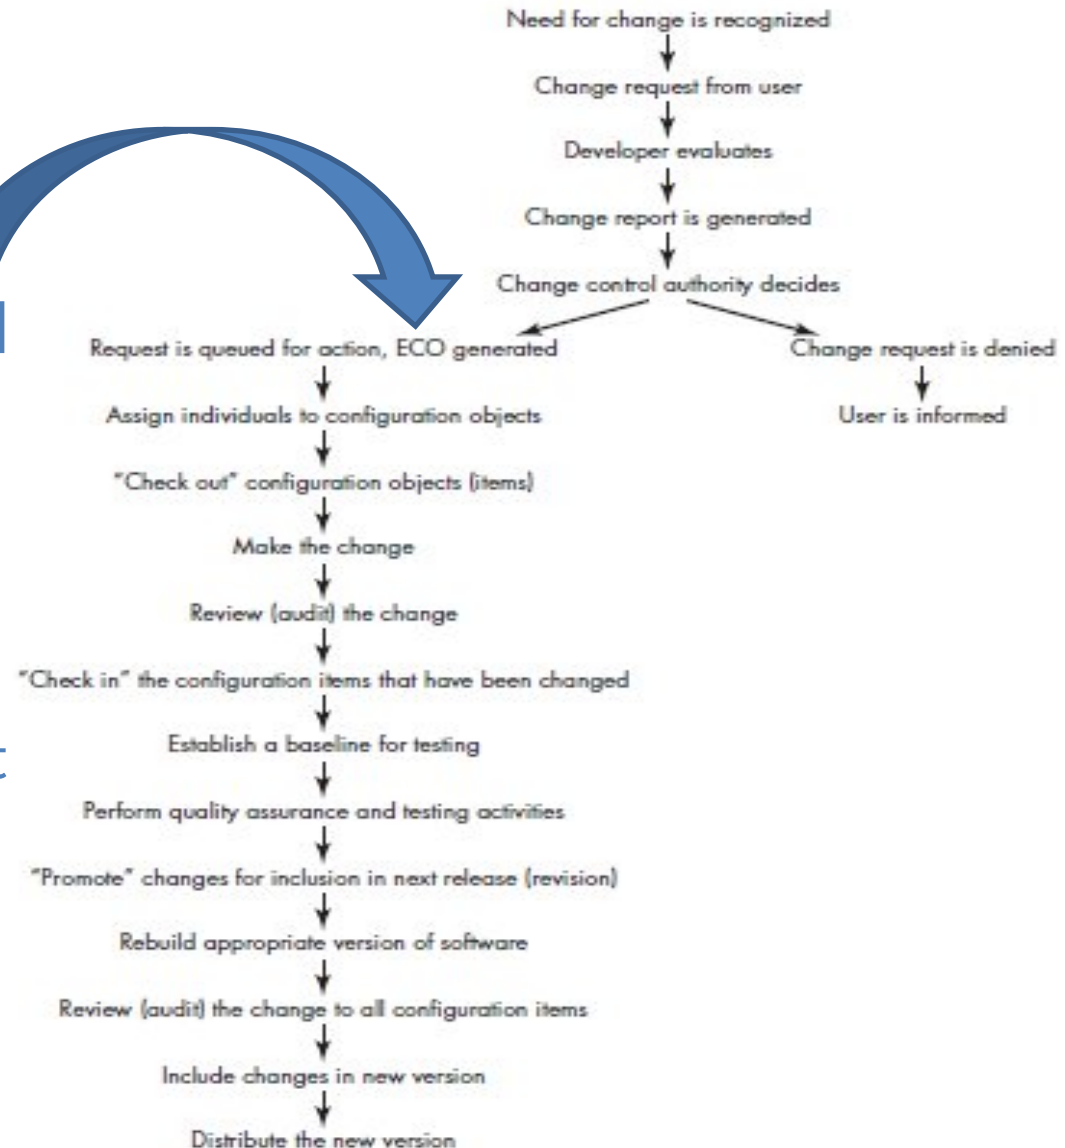 Need for change is recognized
Change request from user
Developer evaluates
Change report is generated
Change control authority decides
Request is queued for action, ECO generated
Change request is denied
Assign individuals to configuration objects
User is informed
“Check out” configuration objects (items)
Make the change
Review (audit) the change
“Check in” the configuration items that have been changed
Establish a baseline for testing
Perform quality assurance and testing activities
“Promote” changes for inclusion in next release (revision)
Rebuild appropriate version of software
Review (audit) the change to all configuration items
Include changes in new version
Distribute the new version